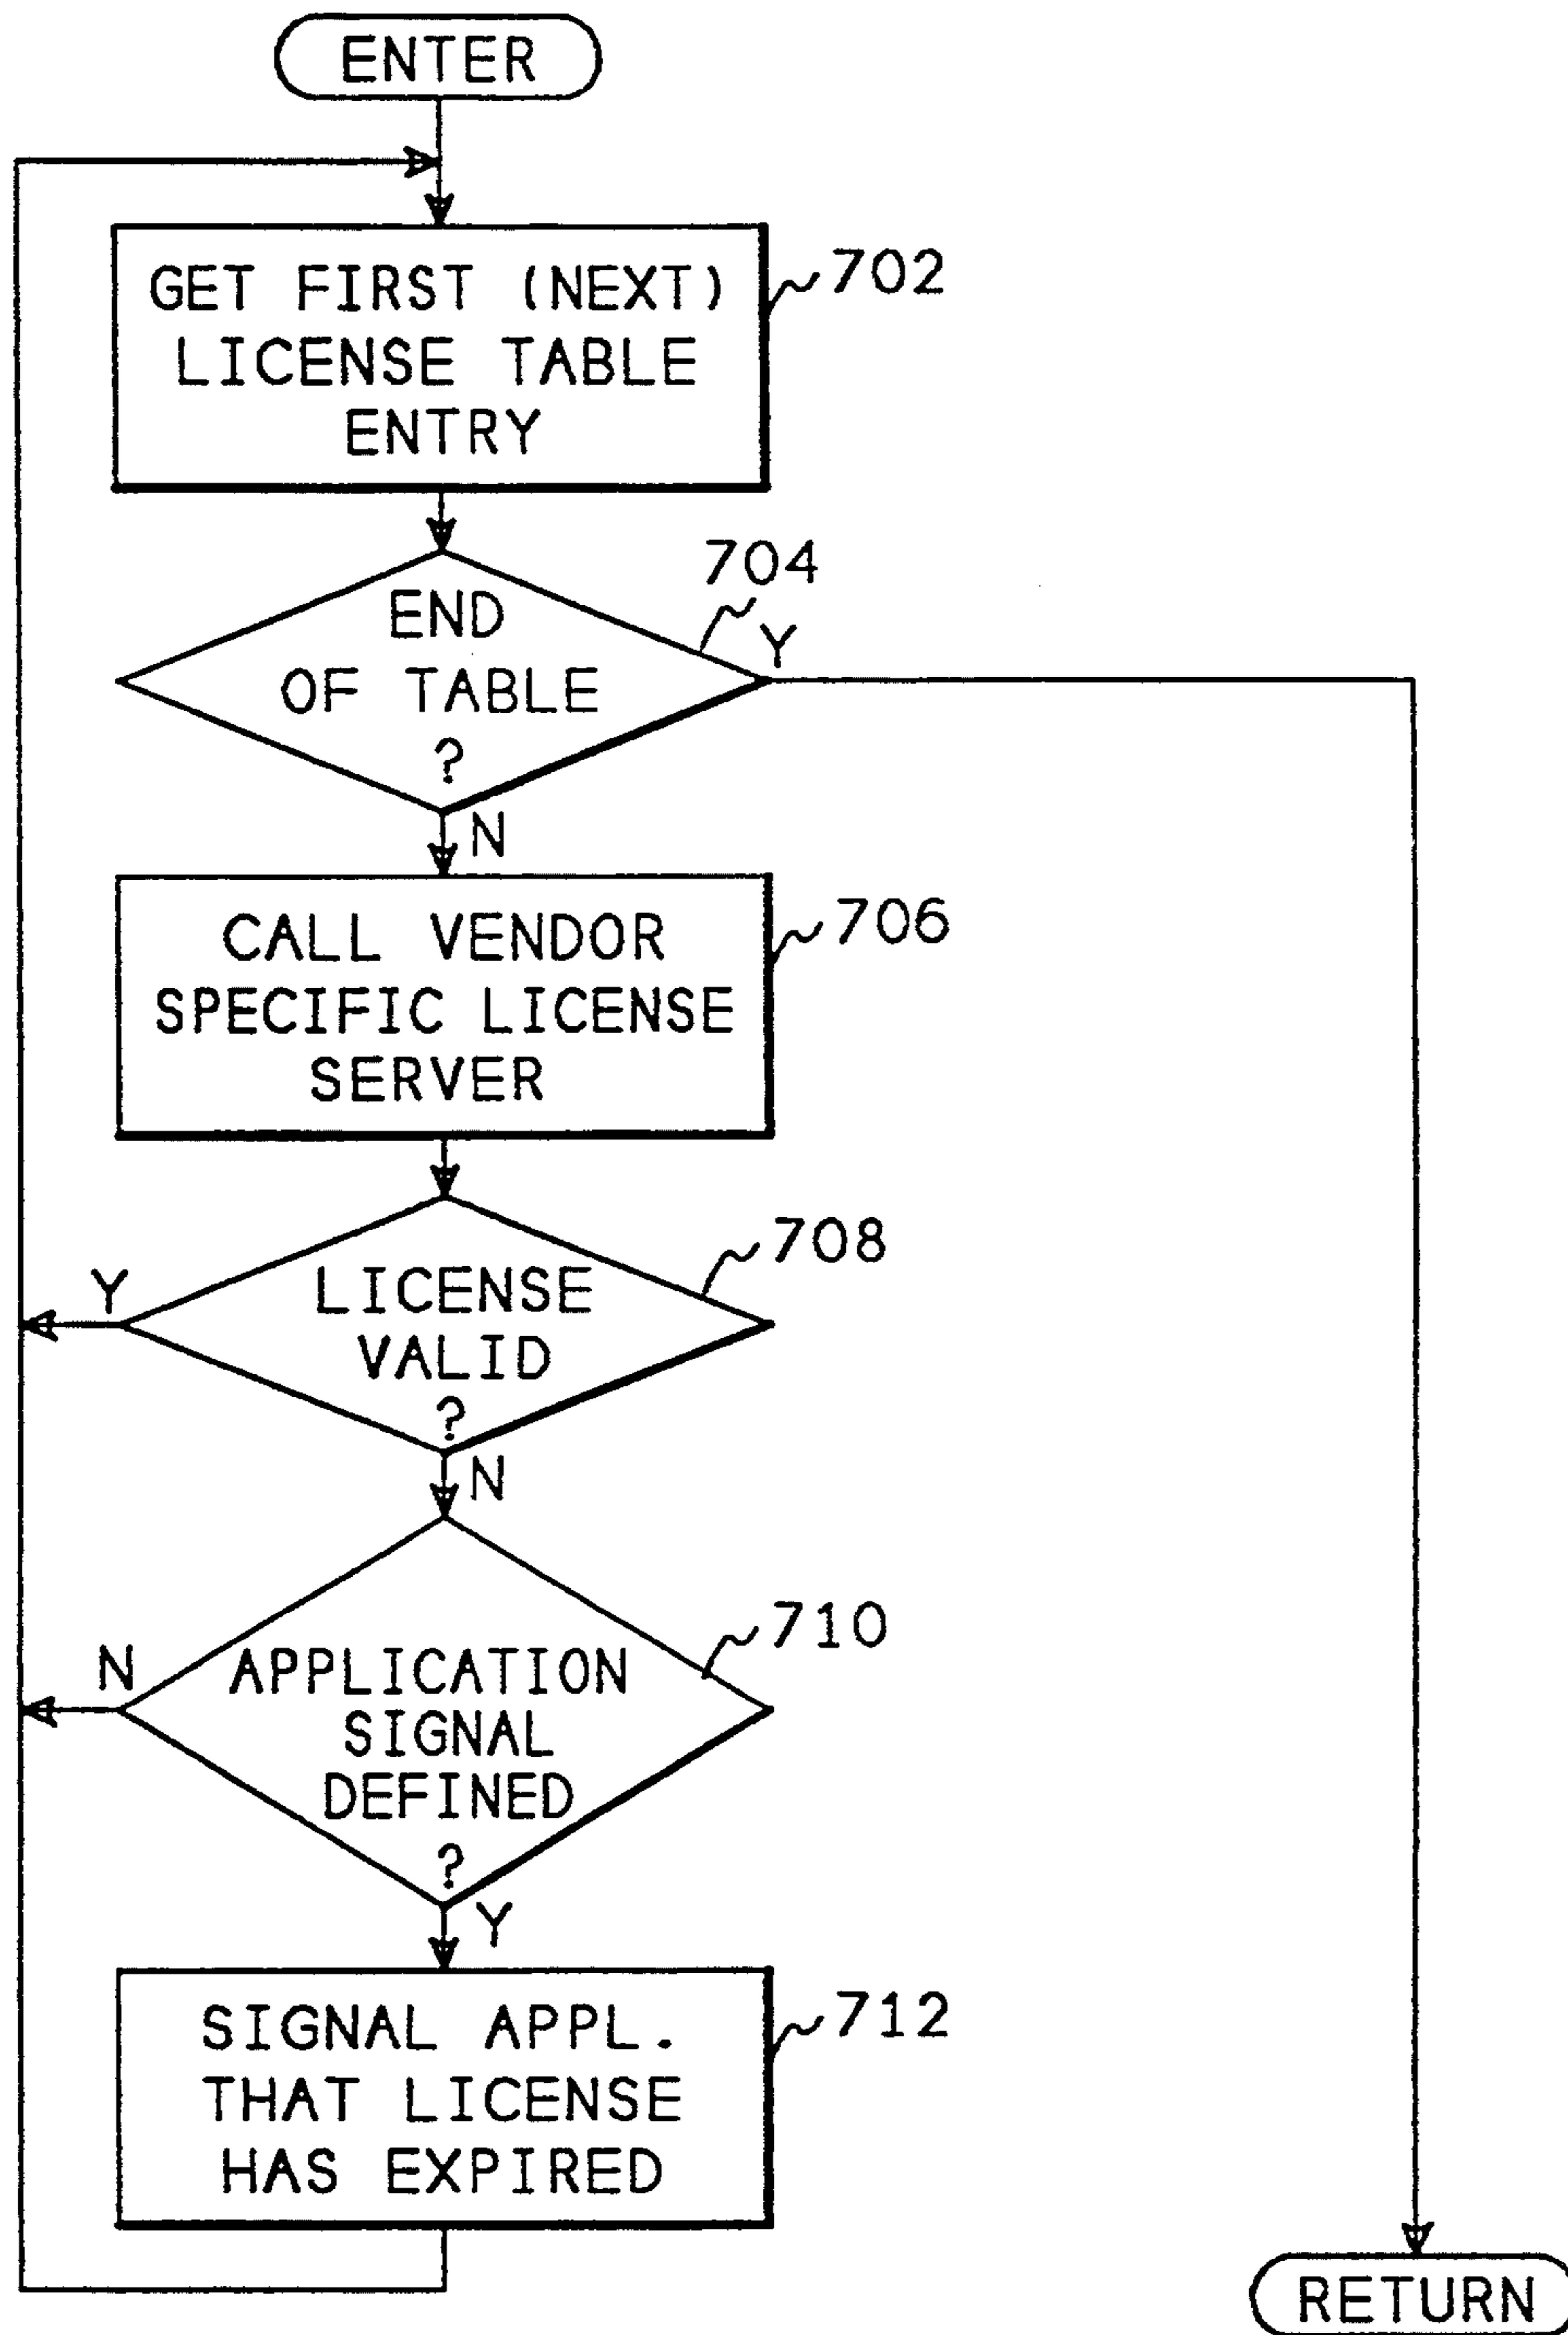 ENTER
GET FIRST (NEXT)
LICENSE TABLE
ENTRY
702
END
OF TABLE
?
704
Y
N
CALL VENDOR
SPECIFIC LICENSE
SERVER
706
LICENSE
VALID
?
708
Y
N
APPLICATION
SIGNAL
DEFINED
?
710
N
Y
SIGNAL APPL.
THAT LICENSE
HAS EXPIRED
712
RETURN